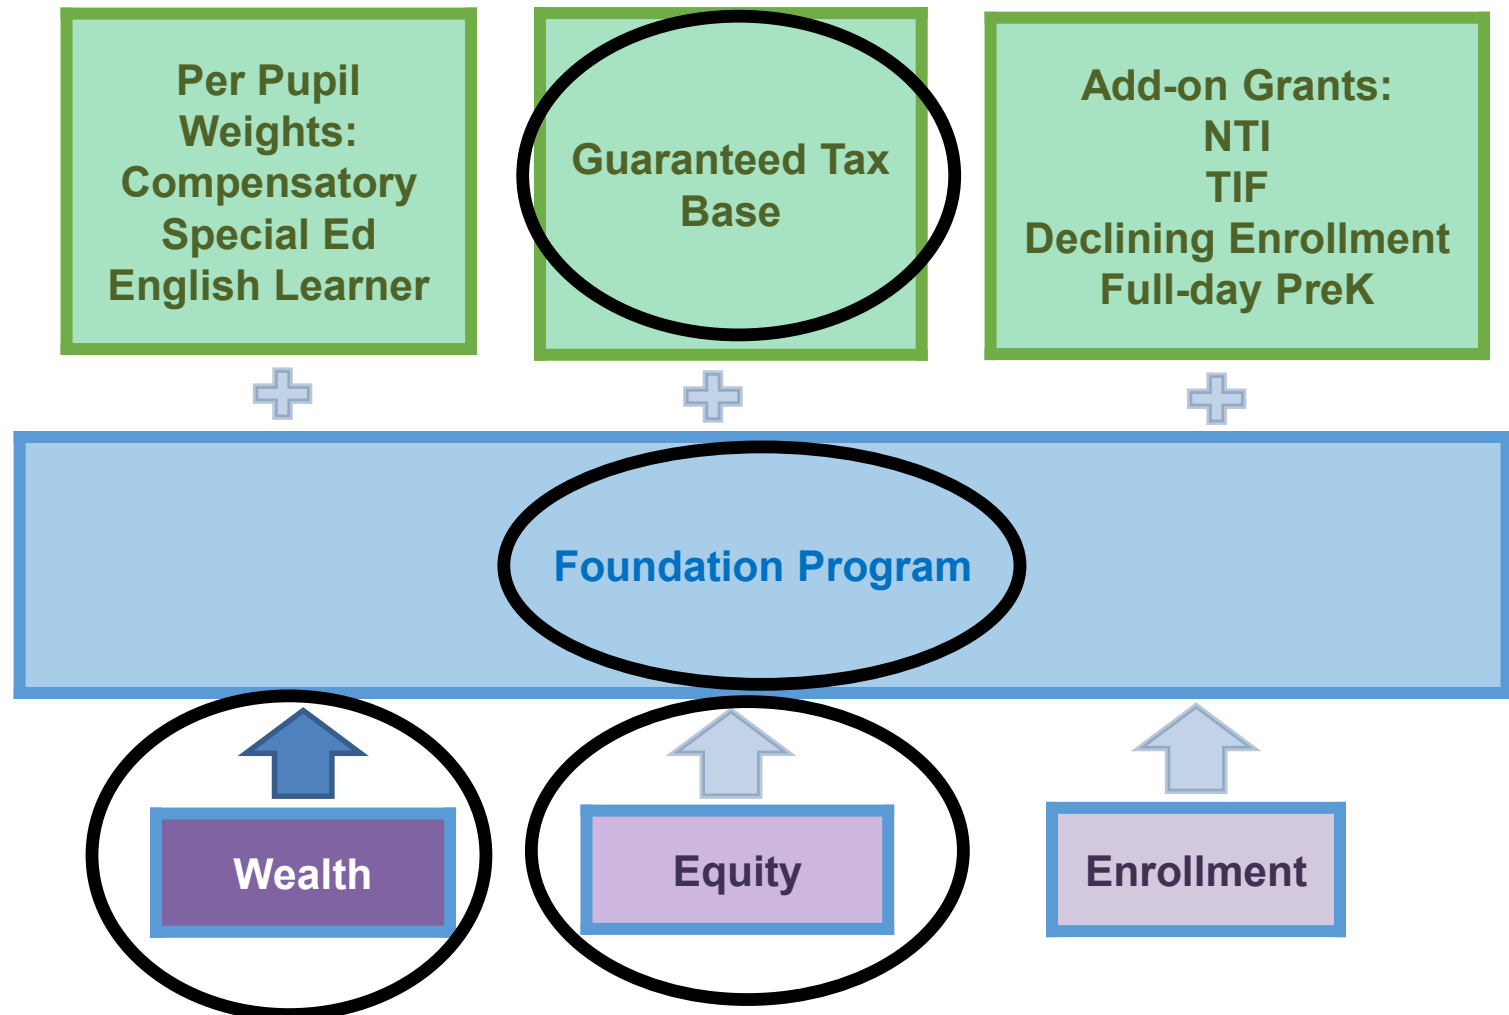 Per Pupil
Weights:
Compensatory
Special Ed
English Learner
Guaranteed Tax
Base
Add-on Grants:
NTI
TIF
Declining Enrollment
Full-day PreK
Foundation Program
Wealth
Equity
Enrollment